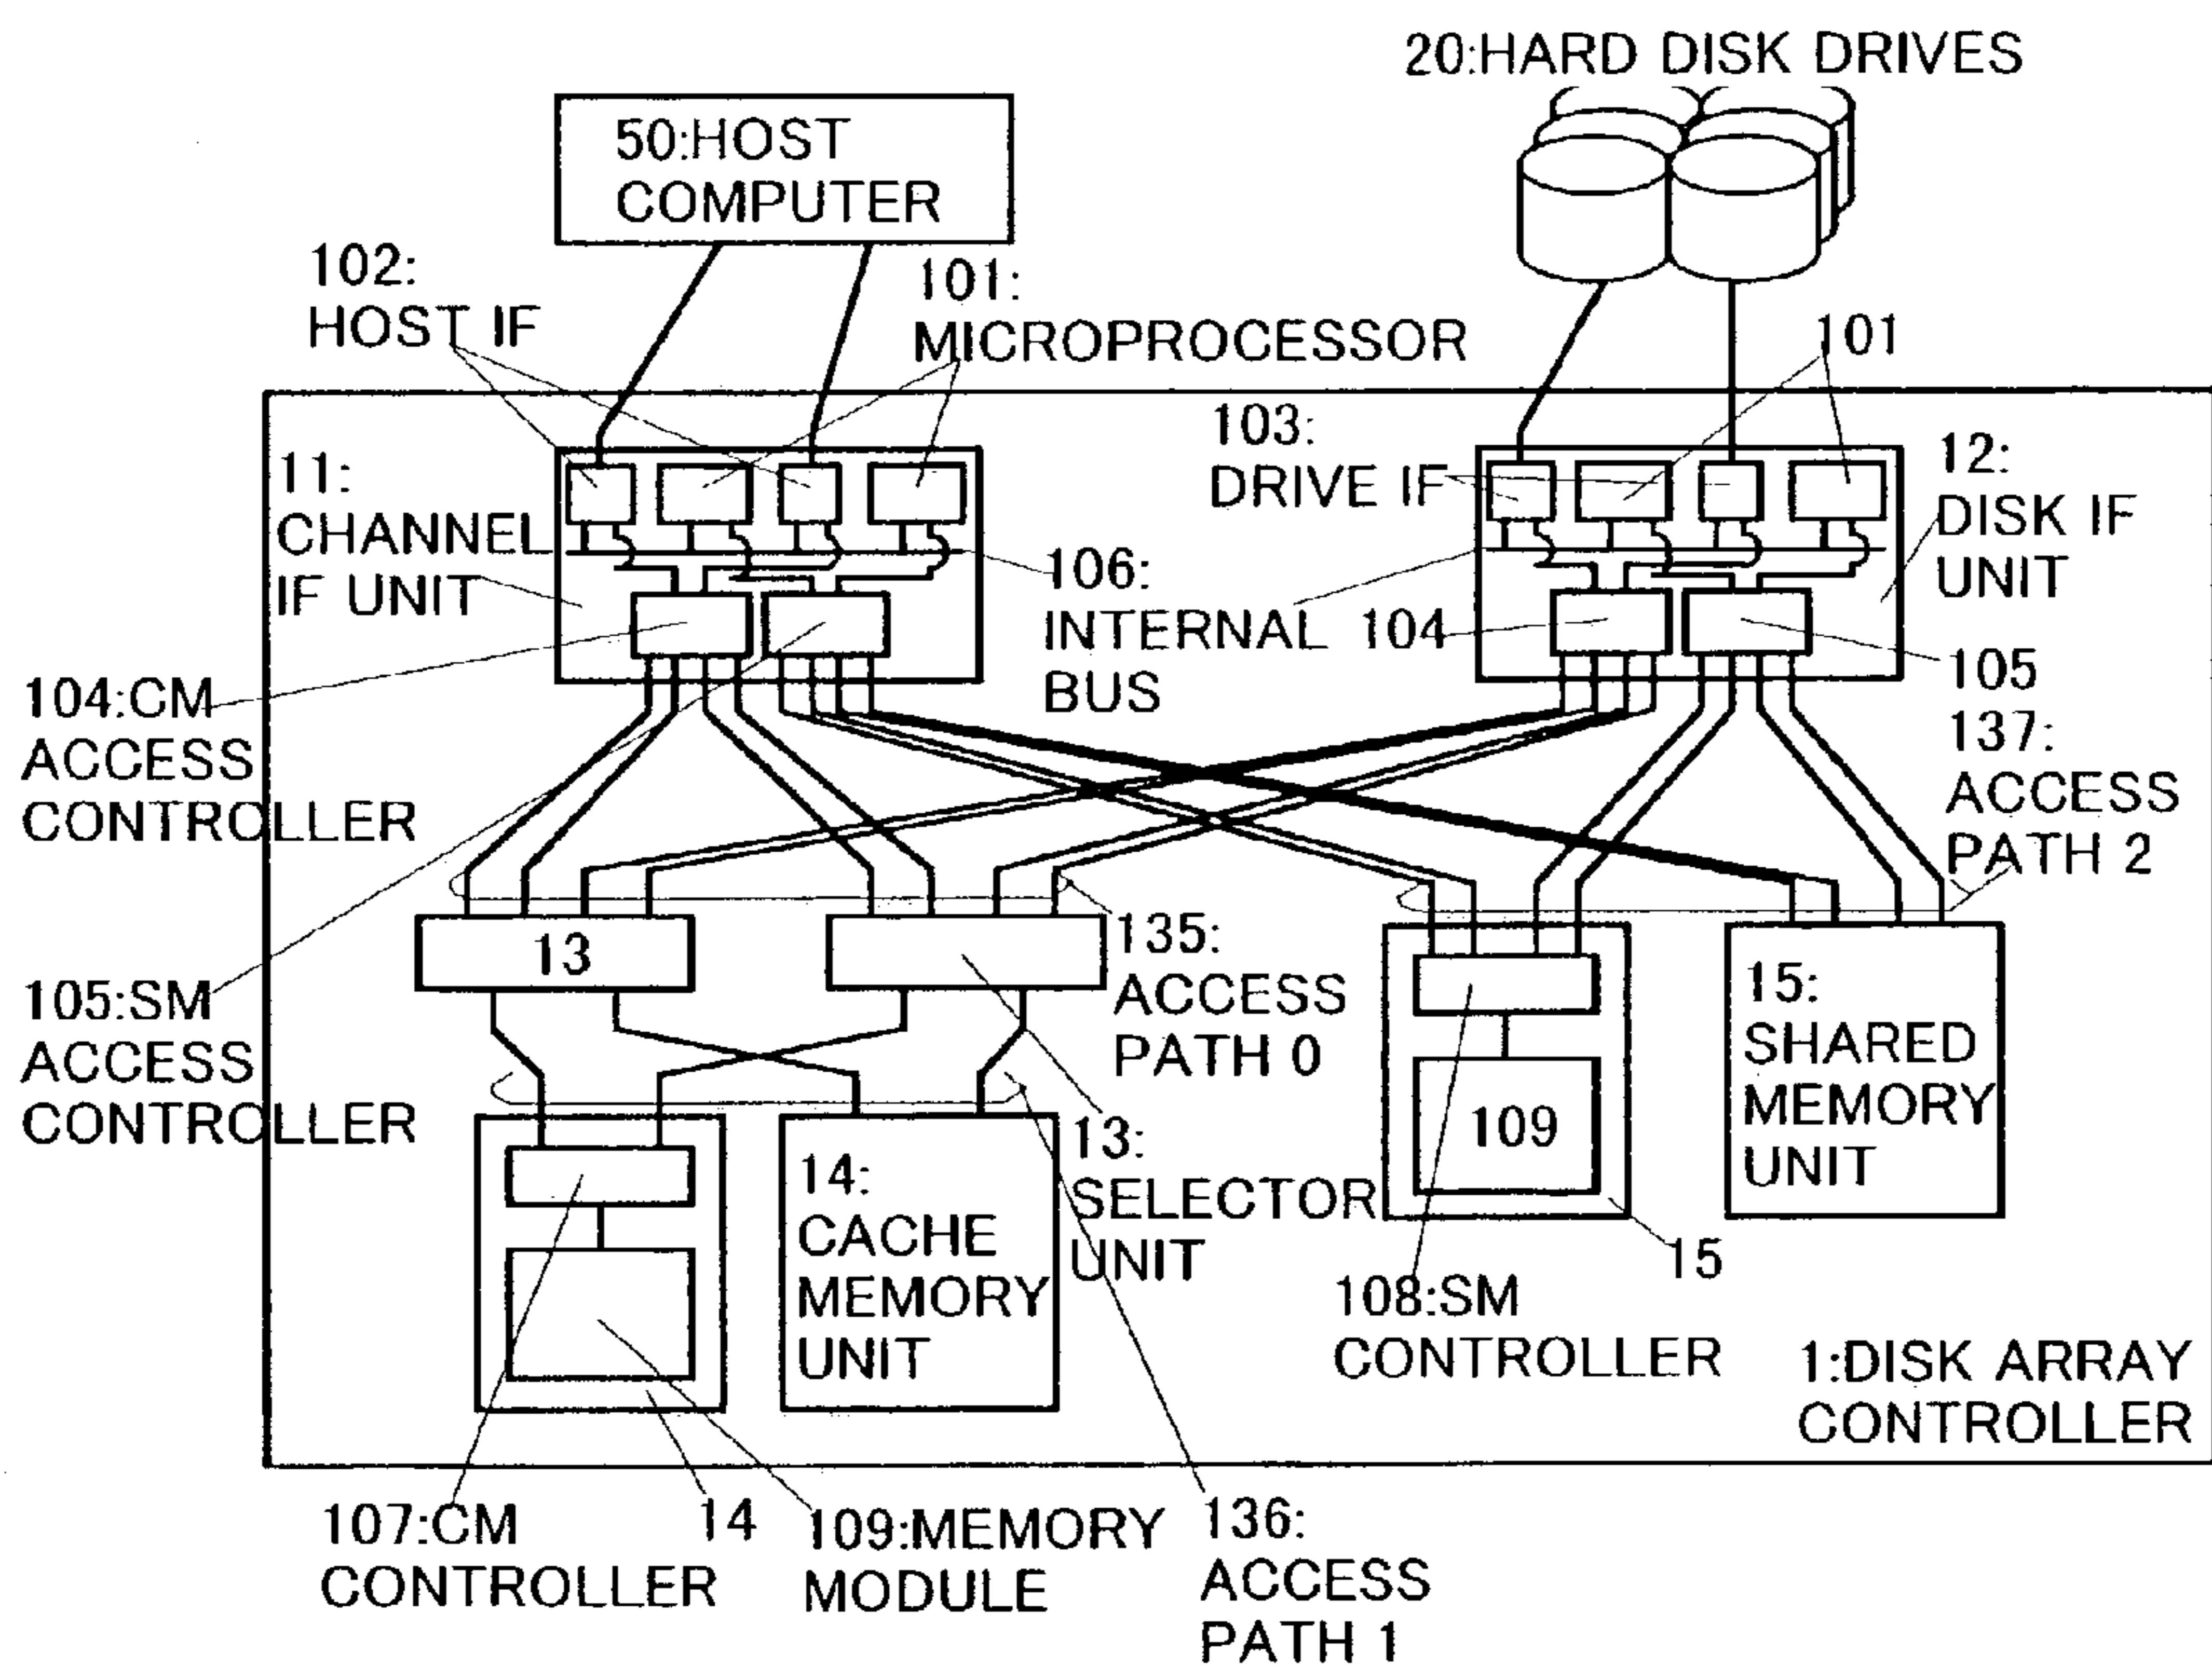 20:HARD DISK DRIVES
50:HOST
COMPUTER
102:
HOST IF
101:
MICROPROCESSOR
101
103:
DRIVE IF
11:
CHANNEL
IF UNIT
12:
DISK IF
UNIT
106:
INTERNAL
BUS
104
105
104:CM
ACCESS
CONTROLLER
137:
ACCESS
PATH 2
13
135:
ACCESS
PATH 0
105:SM
ACCESS
CONTROLLER
15:
SHARED
MEMORY
UNIT
109
13:
SELECTOR
UNIT
14:
CACHE
MEMORY
UNIT
15
108:SM
CONTROLLER
1:DISK ARRAY
CONTROLLER
107:CM
CONTROLLER
14
109:MEMORY
MODULE
136:
ACCESS
PATH 1